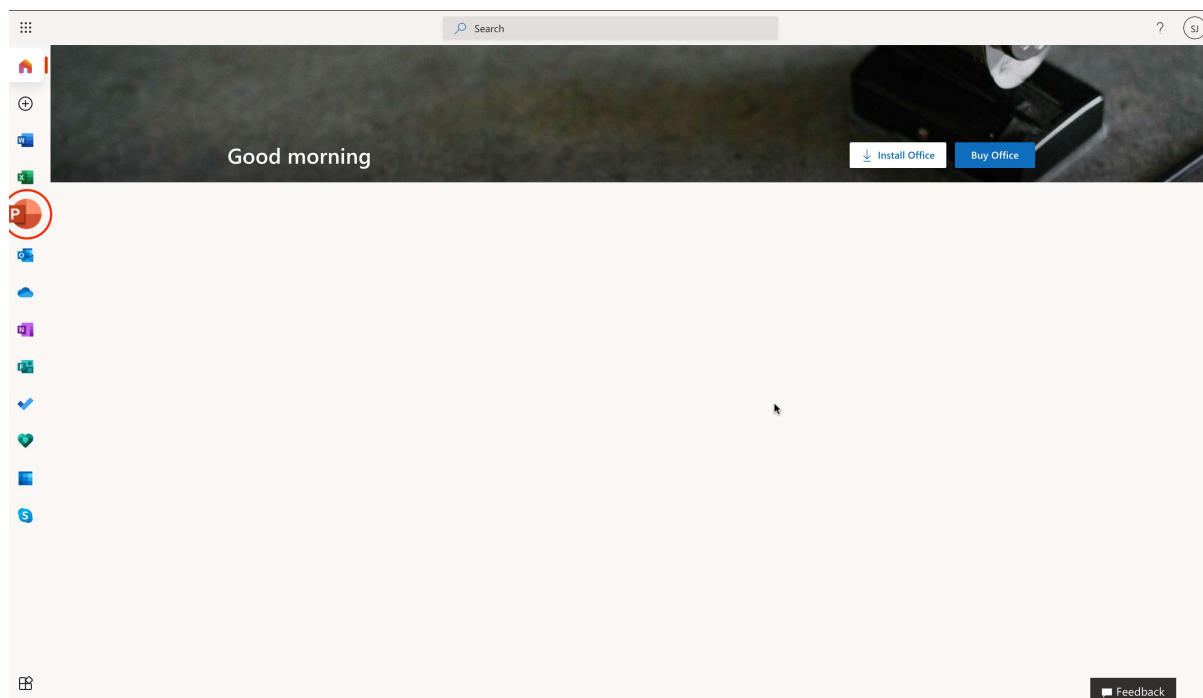 Search
?
SJ
Good morning
Install Office
Buy Office
W
X
P
O
N
F
S
Feedback